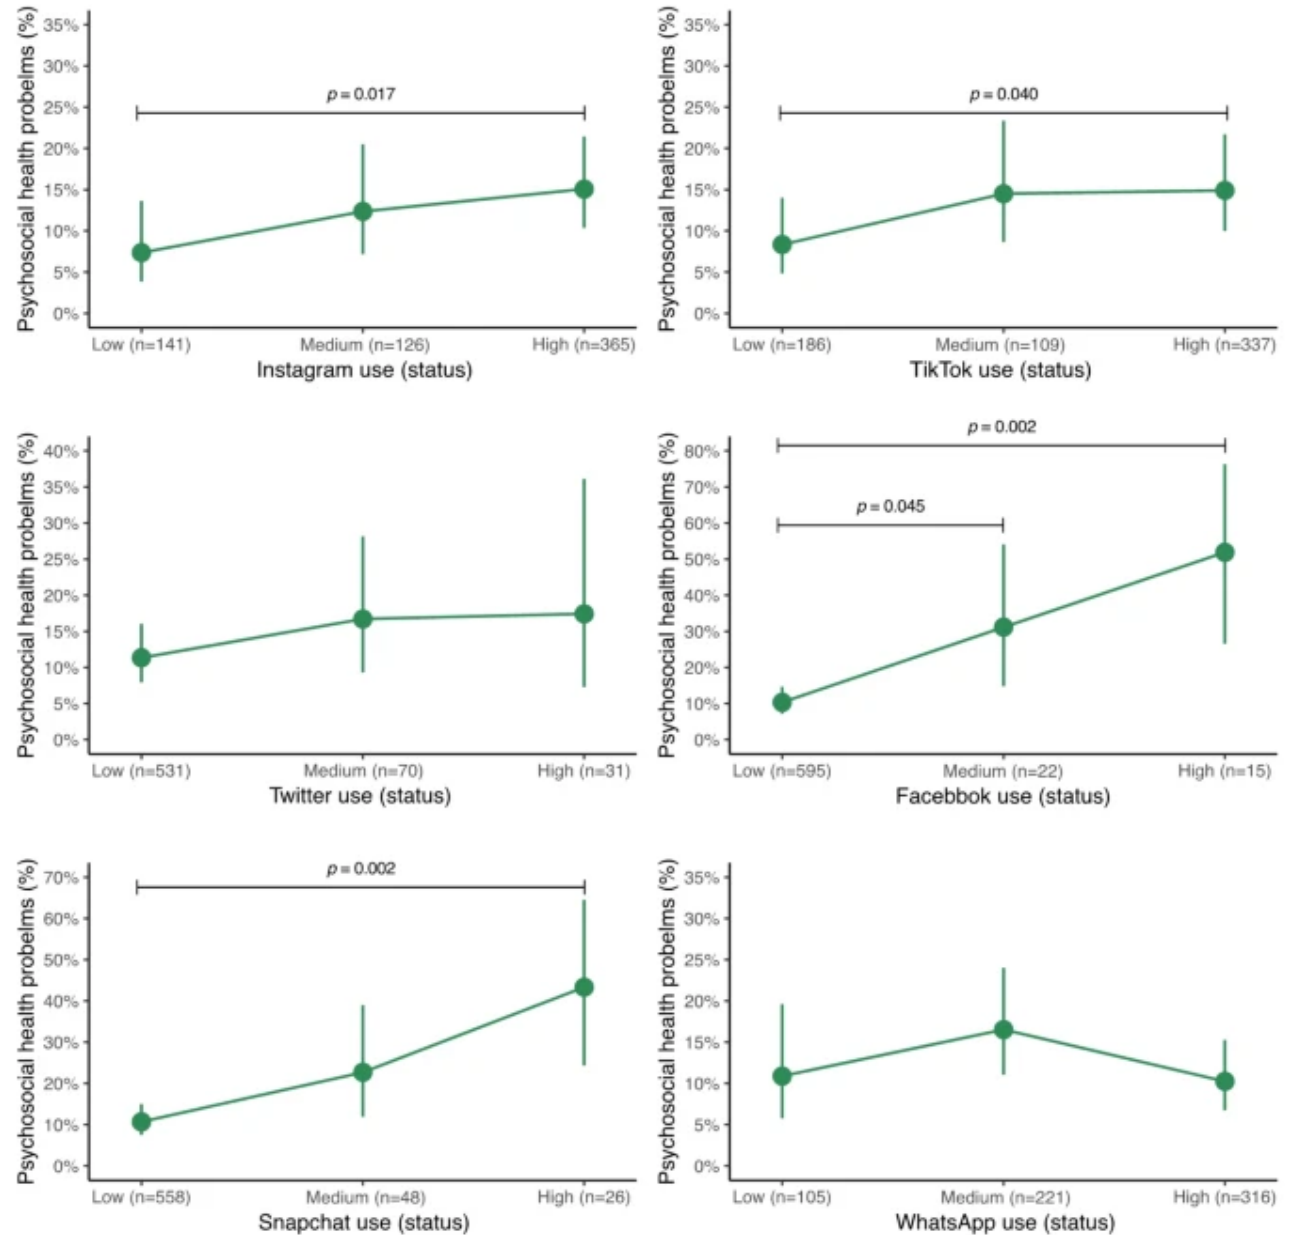 Psychosocial health probelms (%)
35%
30%
25%
20%
15%
10%
5%
0%
p = 0.017
Low (n=141) Medium (n=126) High (n=365)
Instagram use (status)
Psychosocial health probelms (%)
35%
30%
25%
20%
15%
10%
5%
0%
p = 0.040
Low (n=186) Medium (n=109) High (n=337)
TikTok use (status)
Psychosocial health probelms (%)
40%
35%
30%
25%
20%
15%
10%
5%
0%
Low (n=531) Medium (n=70) High (n=31)
Twitter use (status)
Psychosocial health probelms (%)
80%
70%
60%
50%
40%
30%
20%
10%
0%
p = 0.002
p = 0.045
Low (n=595) Medium (n=22) High (n=15)
Facebbok use (status)
Psychosocial health probelms (%)
70%
60%
50%
40%
30%
20%
10%
0%
p = 0.002
Low (n=558) Medium (n=48) High (n=26)
Snapchat use (status)
Psychosocial health probelms (%)
35%
30%
25%
20%
15%
10%
5%
0%
Low (n=105) Medium (n=221) High (n=316)
WhatsApp use (status)